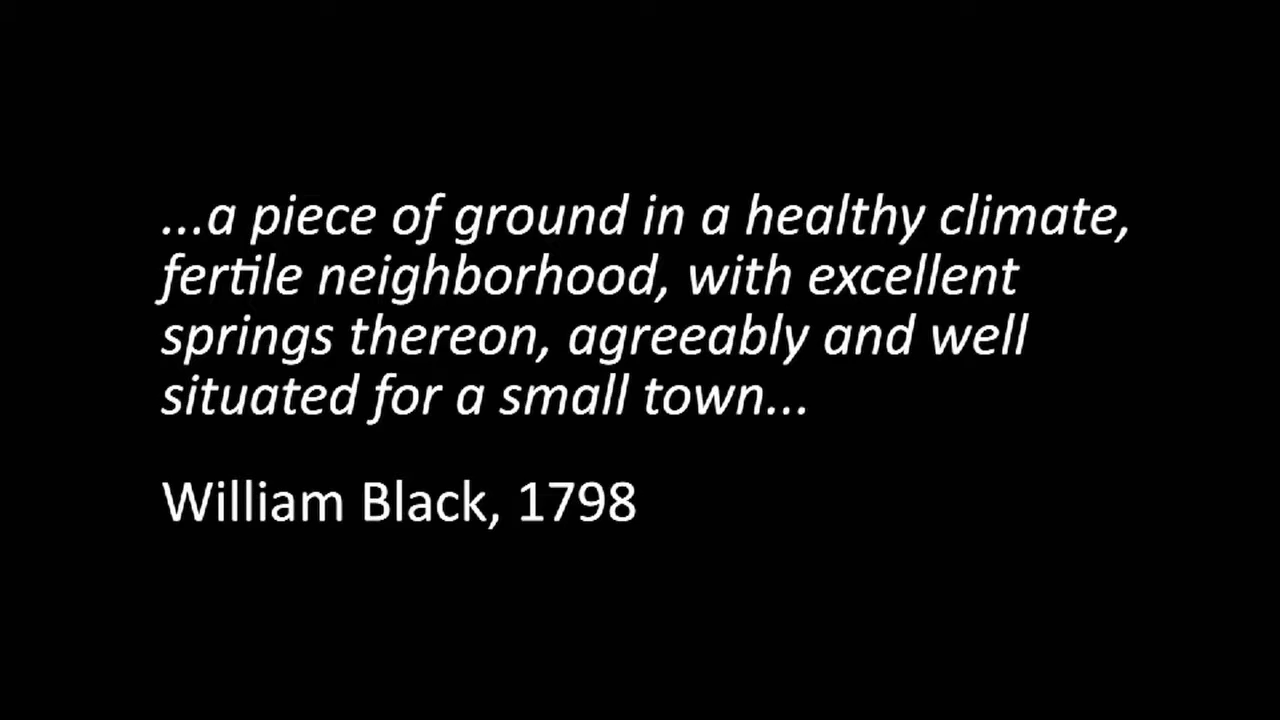 ...a piece of ground in a healthy climate,
fertile neighborhood, with excellent
springs thereon, agreeably and well
situated for a small town...
William Black, 1798